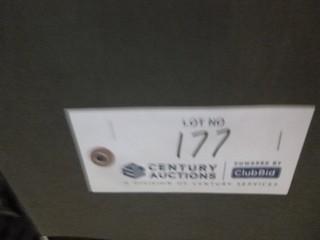 LOT NO
177
CENTURY AUCTIONS
POWERED BY
ClubBid
A DIVISION OF CENTURY SERVICES